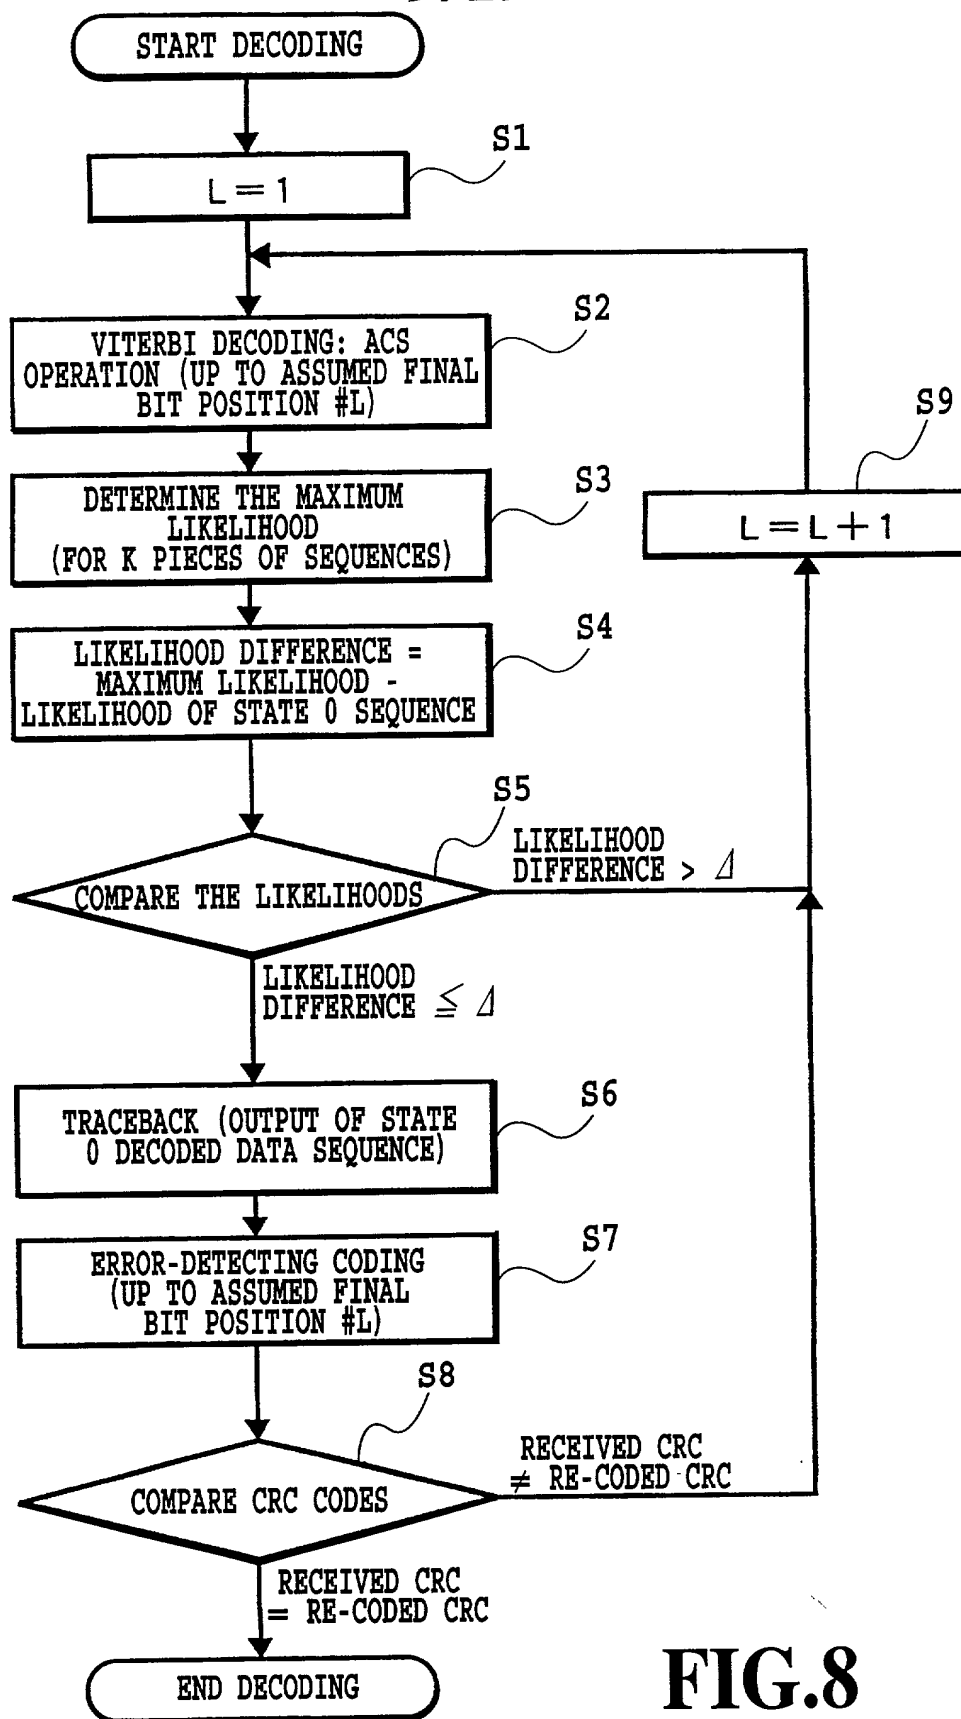 START DECODING
S1
L＝1
S2
VITERBI DECODING: ACS
OPERATION (UP TO ASSUMED FINAL
BIT POSITION #L)
S9
L＝L＋1
S3
DETERMINE THE MAXIMUM
LIKELIHOOD
(FOR K PIECES OF SEQUENCES)
S4
LIKELIHOOD DIFFERENCE =
MAXIMUM LIKELIHOOD -
LIKELIHOOD OF STATE 0 SEQUENCE
S5
COMPARE THE LIKELIHOODS
LIKELIHOOD
DIFFERENCE > Δ
LIKELIHOOD
DIFFERENCE ≦ Δ
S6
TRACEBACK (OUTPUT OF STATE
0 DECODED DATA SEQUENCE)
S7
ERROR-DETECTING CODING
(UP TO ASSUMED FINAL
BIT POSITION #L)
S8
COMPARE CRC CODES
RECEIVED CRC
≠ RE-CODED CRC
RECEIVED CRC
= RE-CODED CRC
END DECODING
FIG.8